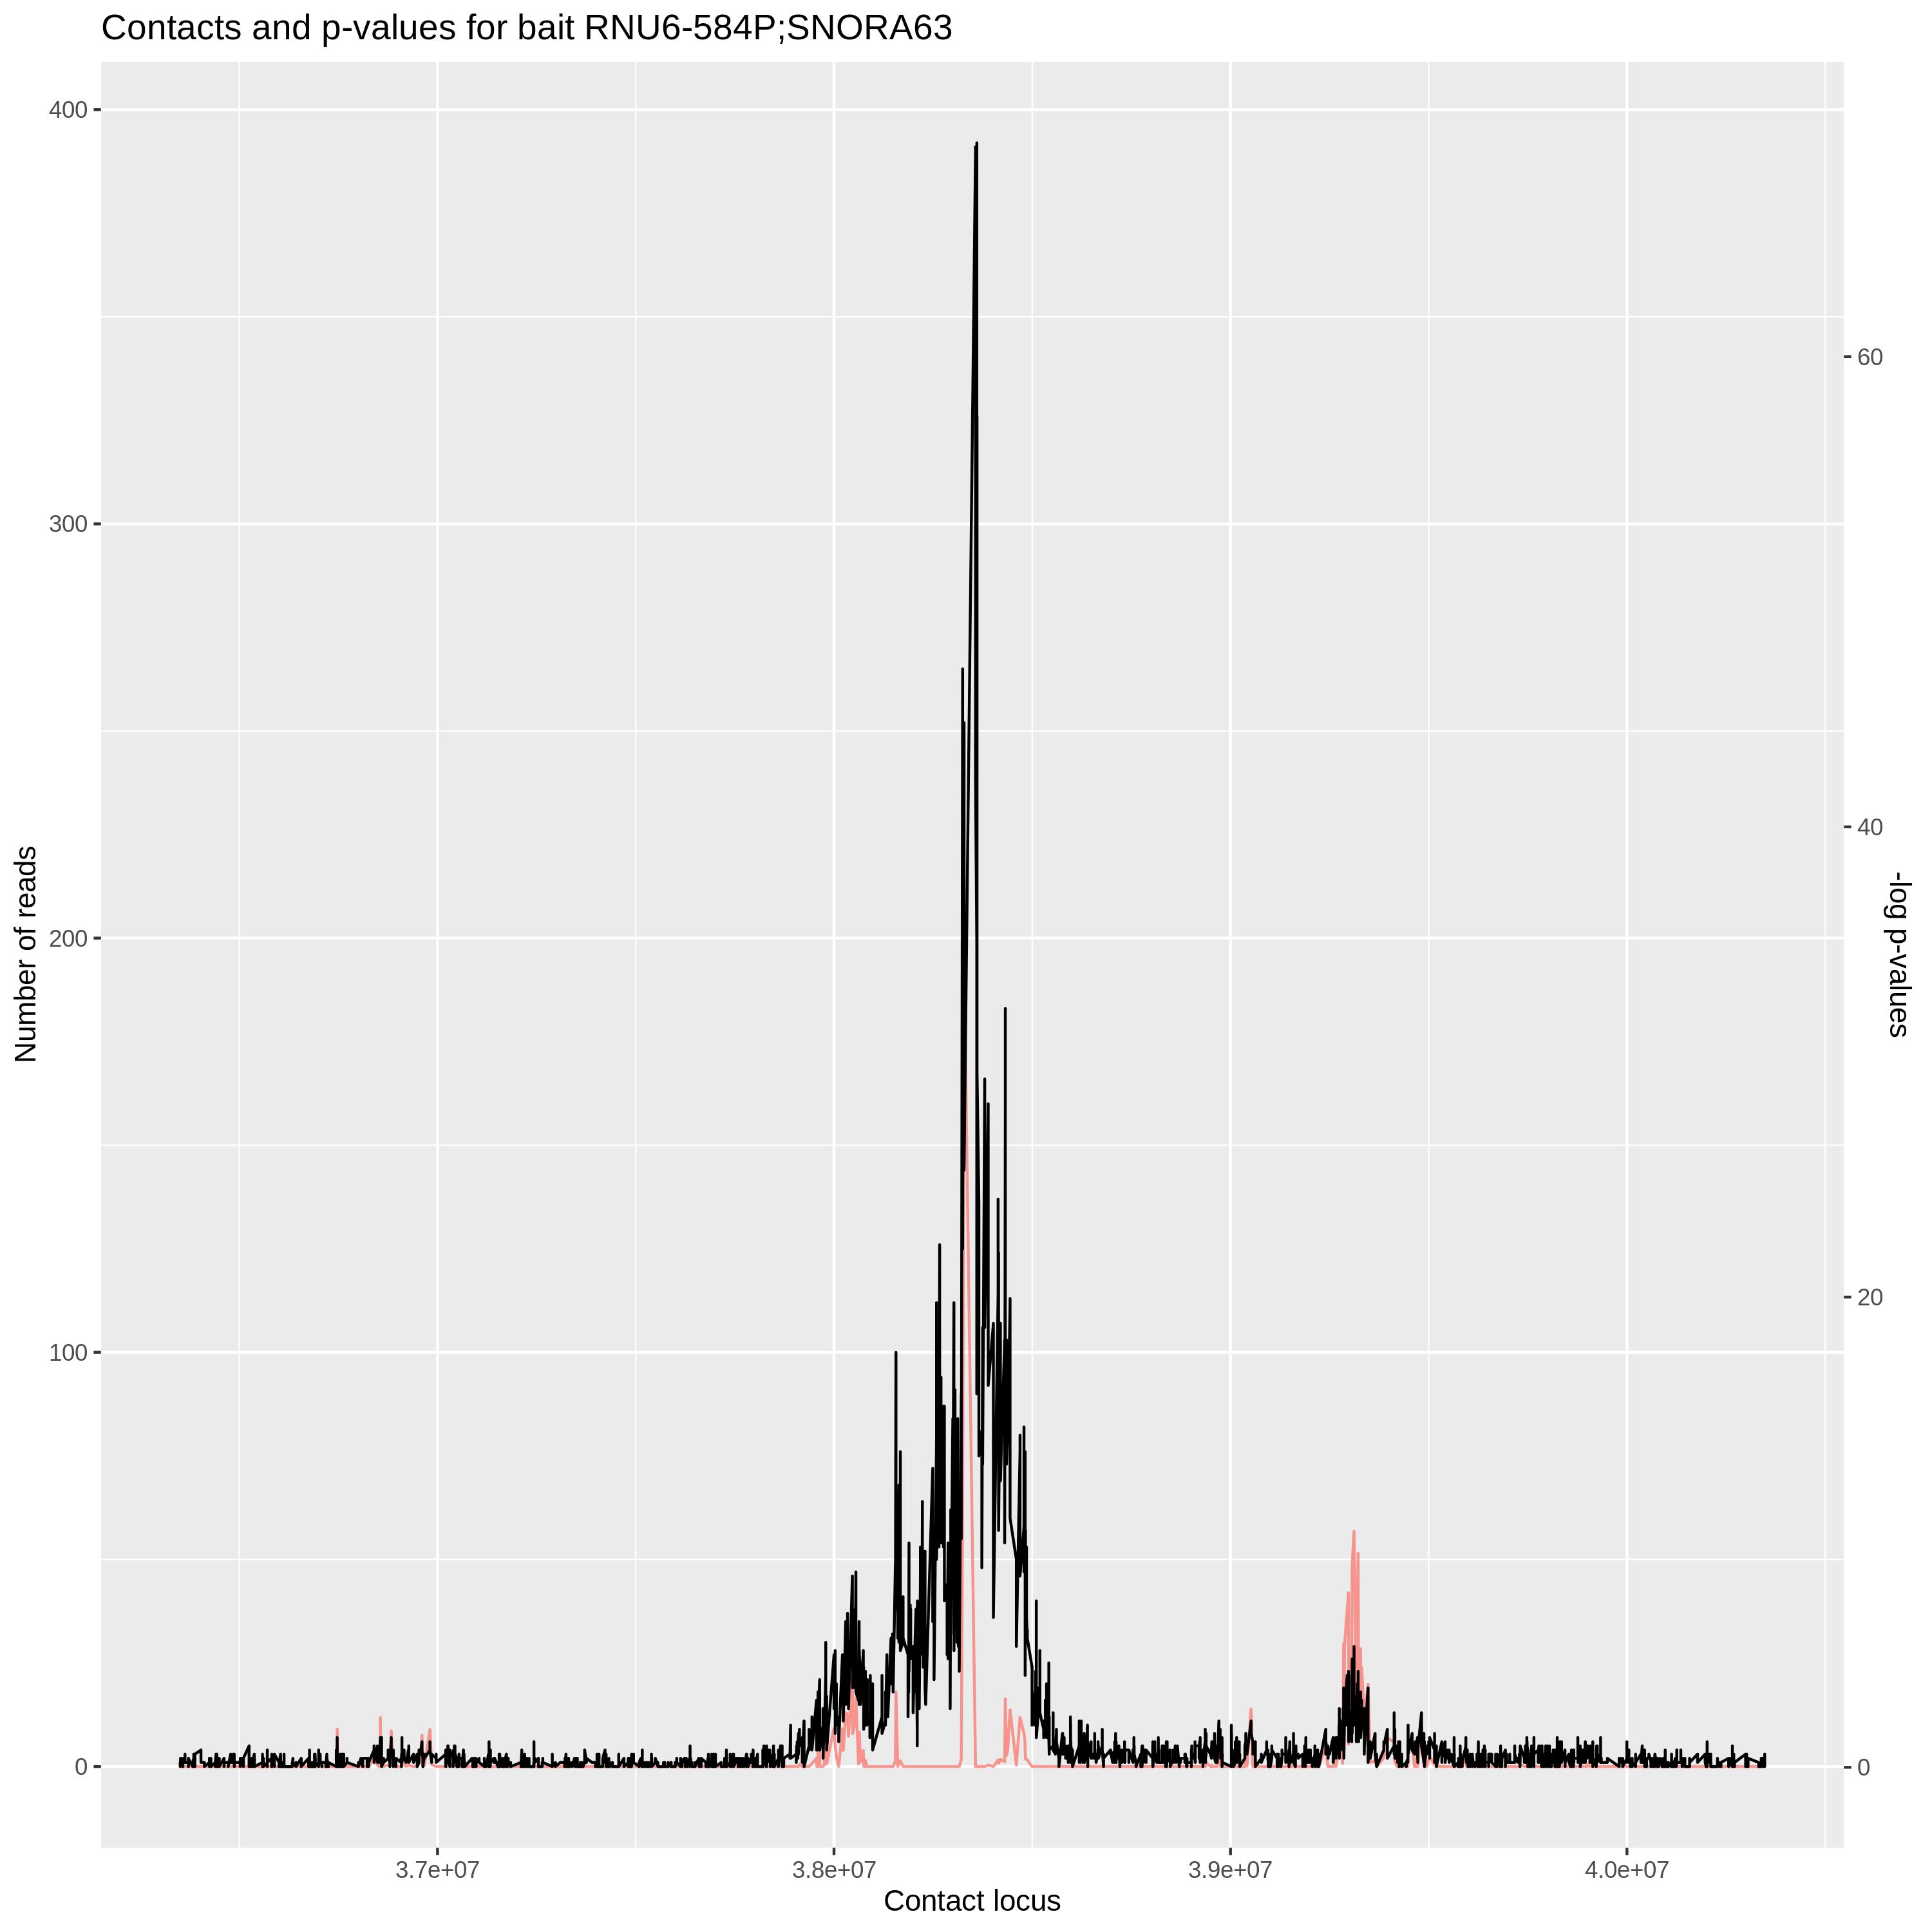 Contacts and p-values for bait RNU6-584P;SNORA63
400
300
200
100
0
Number of reads
60
40
20
0
-log p-values
3.7e+07
3.8e+07
3.9e+07
4.0e+07
Contact locus